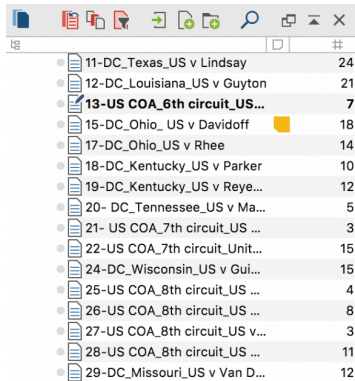 #
11-DC_Texas_US v Lindsay 24
12-DC_Louisiana_US v Guyton 21
13-US COA_6th circuit_US... 7
15-DC_Ohio_ US v Davidoff 18
17-DC_Ohio_US v Rhee 14
18-DC_Kentucky_US v Parker 10
19-DC_Kentucky_US v Reye... 12
20- DC_Tennessee_US v Ma... 5
21- US COA_7th circuit_US ... 3
22-US COA_7th circuit_Unit... 15
24-DC_Wisconsin_US v Gui... 15
25-US COA_8th circuit_US ... 4
26-US COA_8th circuit_US ... 8
27-US COA_8th circuit_US v... 3
28-US COA_8th circuit_US ... 11
29-DC_Missouri_US v Van D... 12